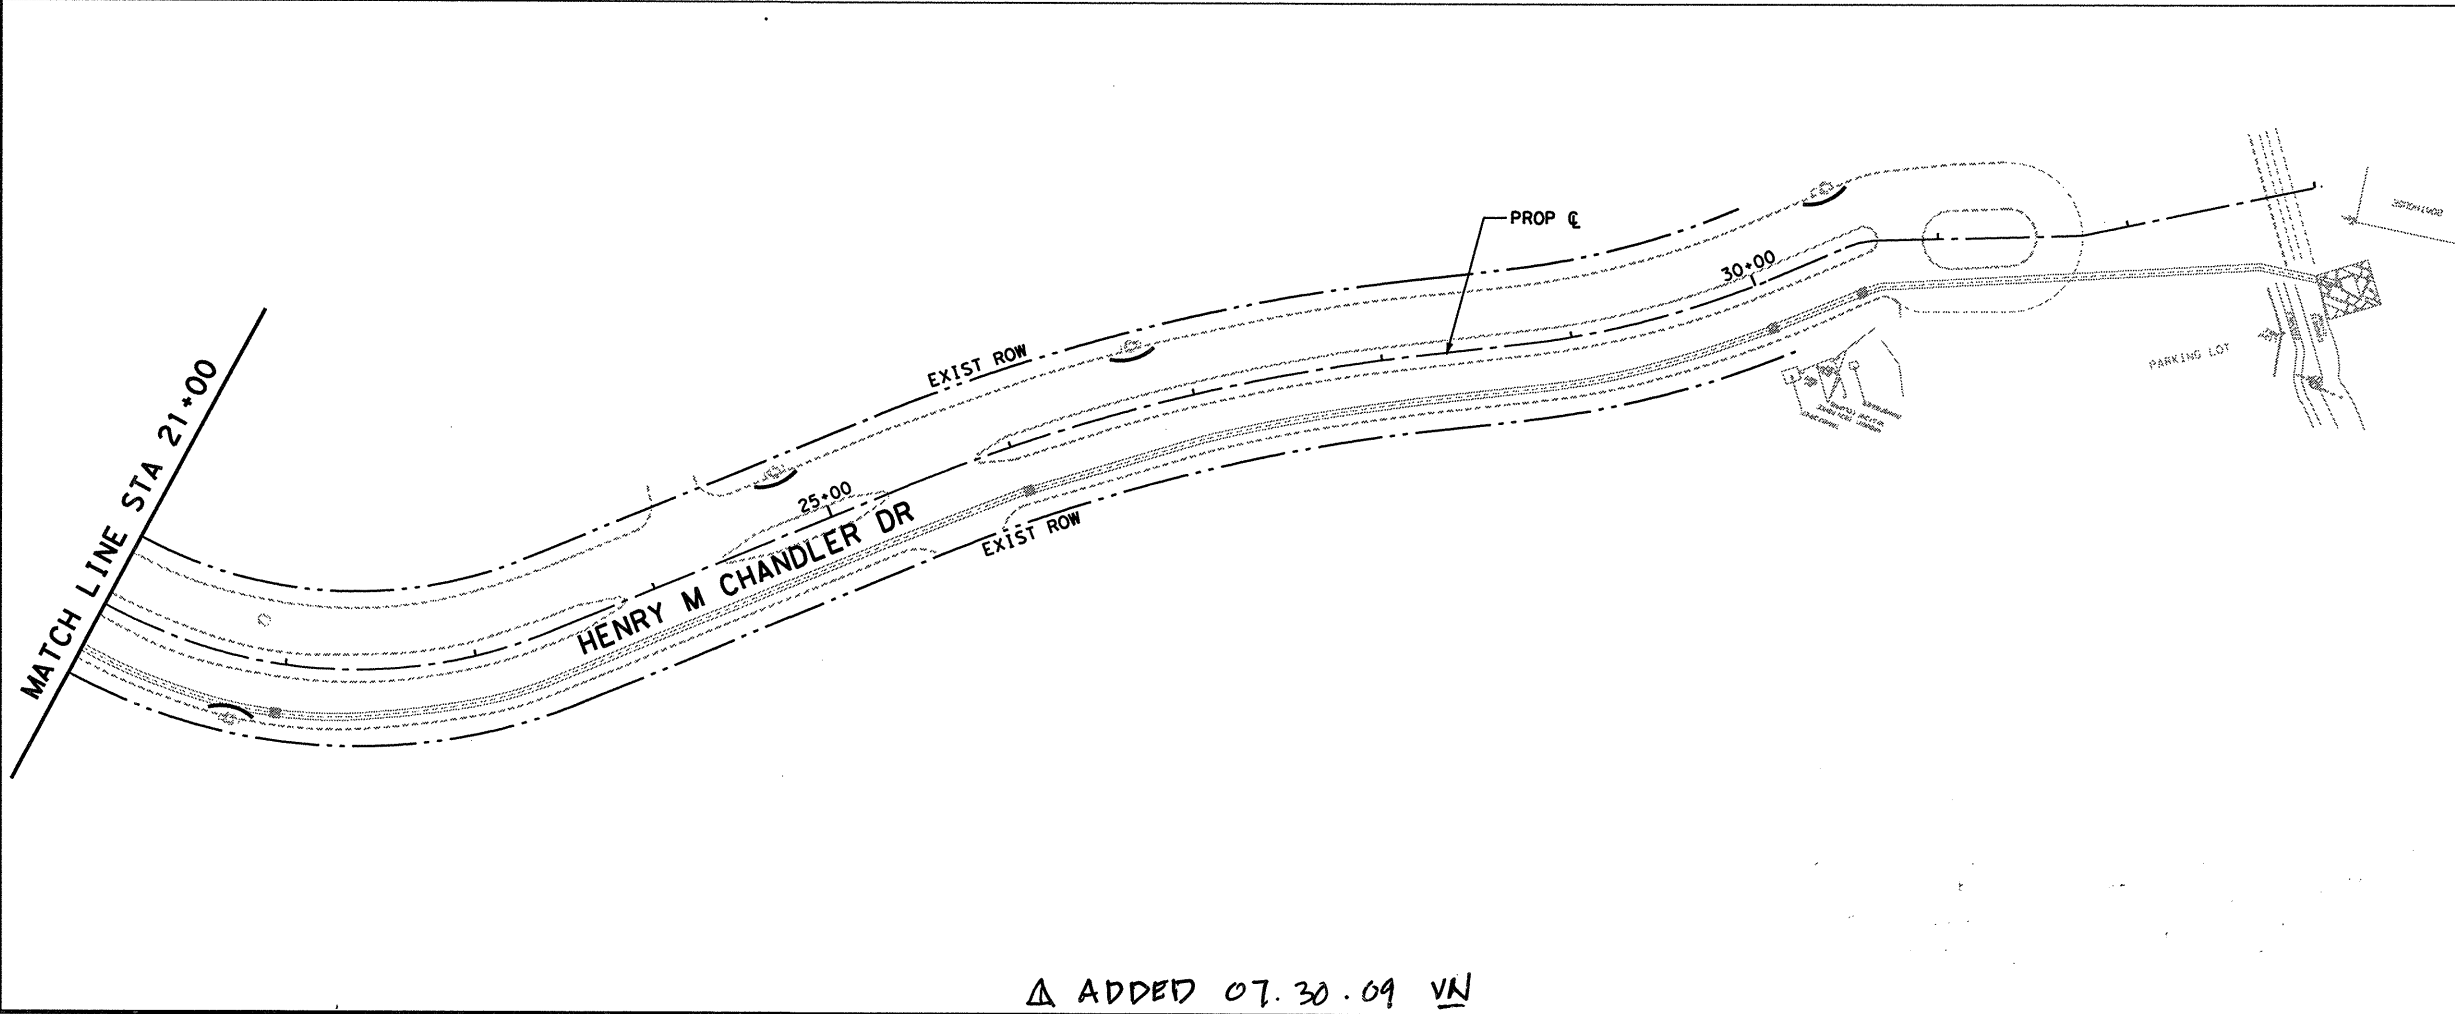 MATCH LINE STA 21+00
EXIST ROW
PROP ℄
30+00
25+00
HENRY M CHANDLER DR
EXIST ROW
PARKING LOT
BOATHOUSE
ADDED 07.30.09 VN